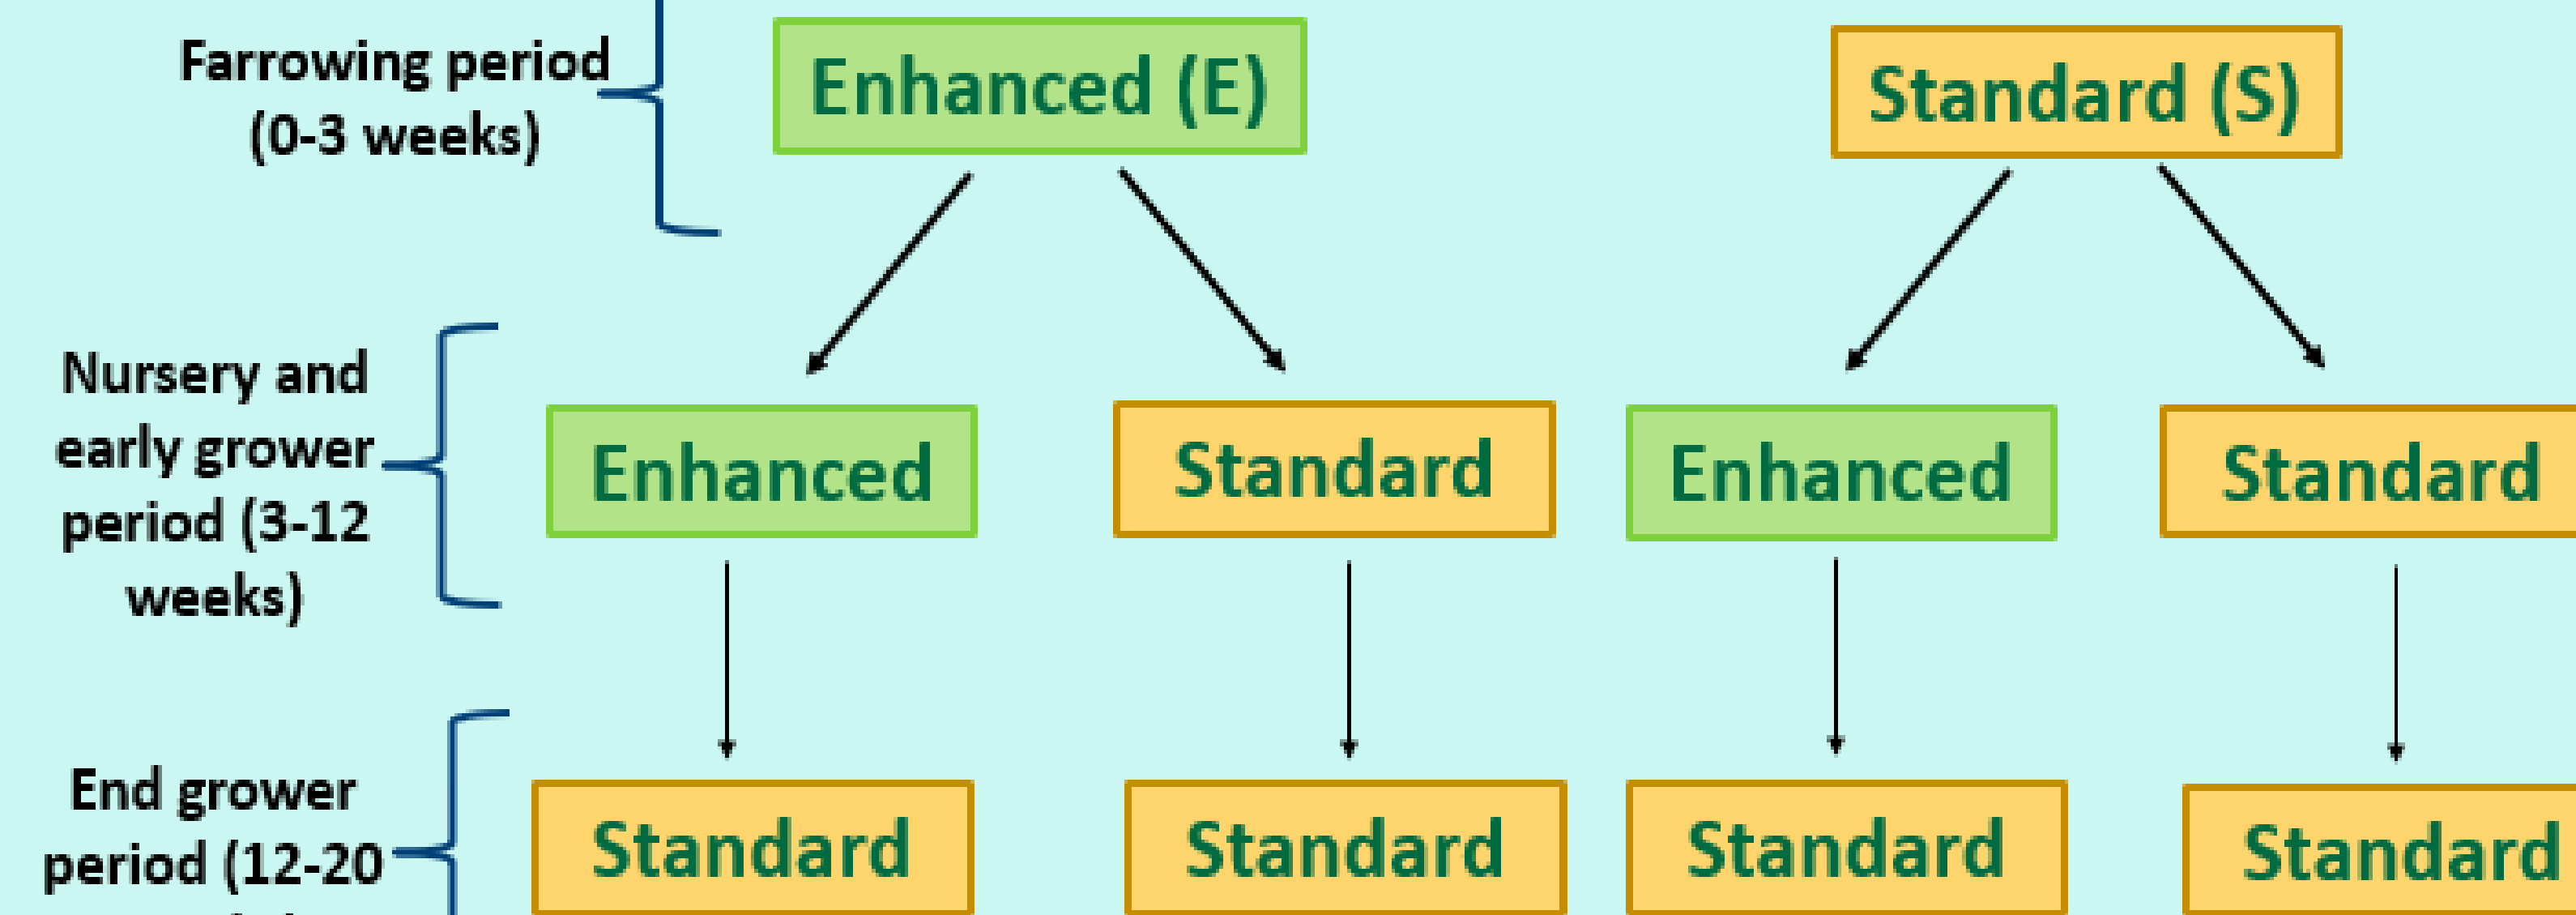 Farrowing period
(0-3 weeks)
Enhanced (E)
Standard (S)
Nursery and
early grower
period (3-12
weeks)
Enhanced
Standard
Enhanced
Standard
End grower
period (12-20
Standard
Standard
Standard
Standard